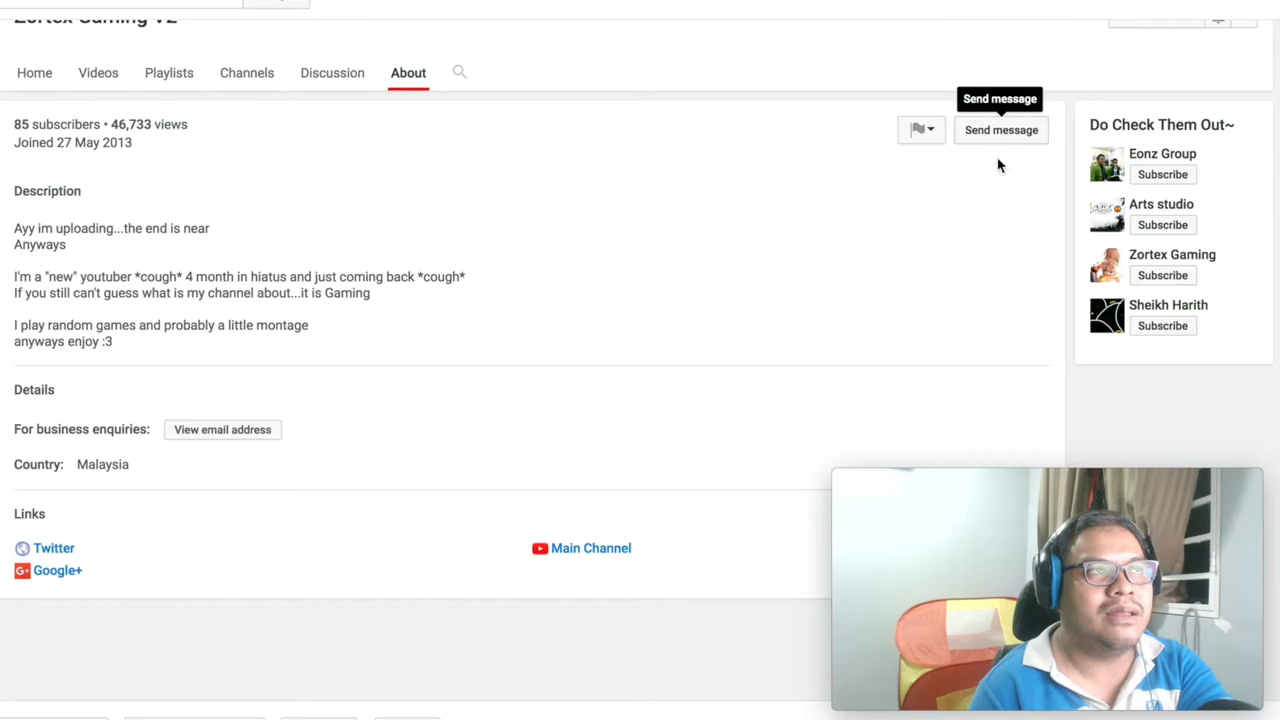 Zortex Gaming V2
Home Videos Playlists Channels Discussion About
85 subscribers • 46,733 views
Joined 27 May 2013
Send message
Send message
Description
Ayy im uploading...the end is near
Anyways
I'm a "new" youtuber *cough* 4 month in hiatus and just coming back *cough*
If you still can't guess what is my channel about...it is Gaming
I play random games and probably a little montage
anyways enjoy :3
Details
For business enquiries: View email address
Country: Malaysia
Links
Twitter
Main Channel
G+ Google+
Do Check Them Out~
Eonz Group
Subscribe
Arts studio
Subscribe
Zortex Gaming
Subscribe
Sheikh Harith
Subscribe